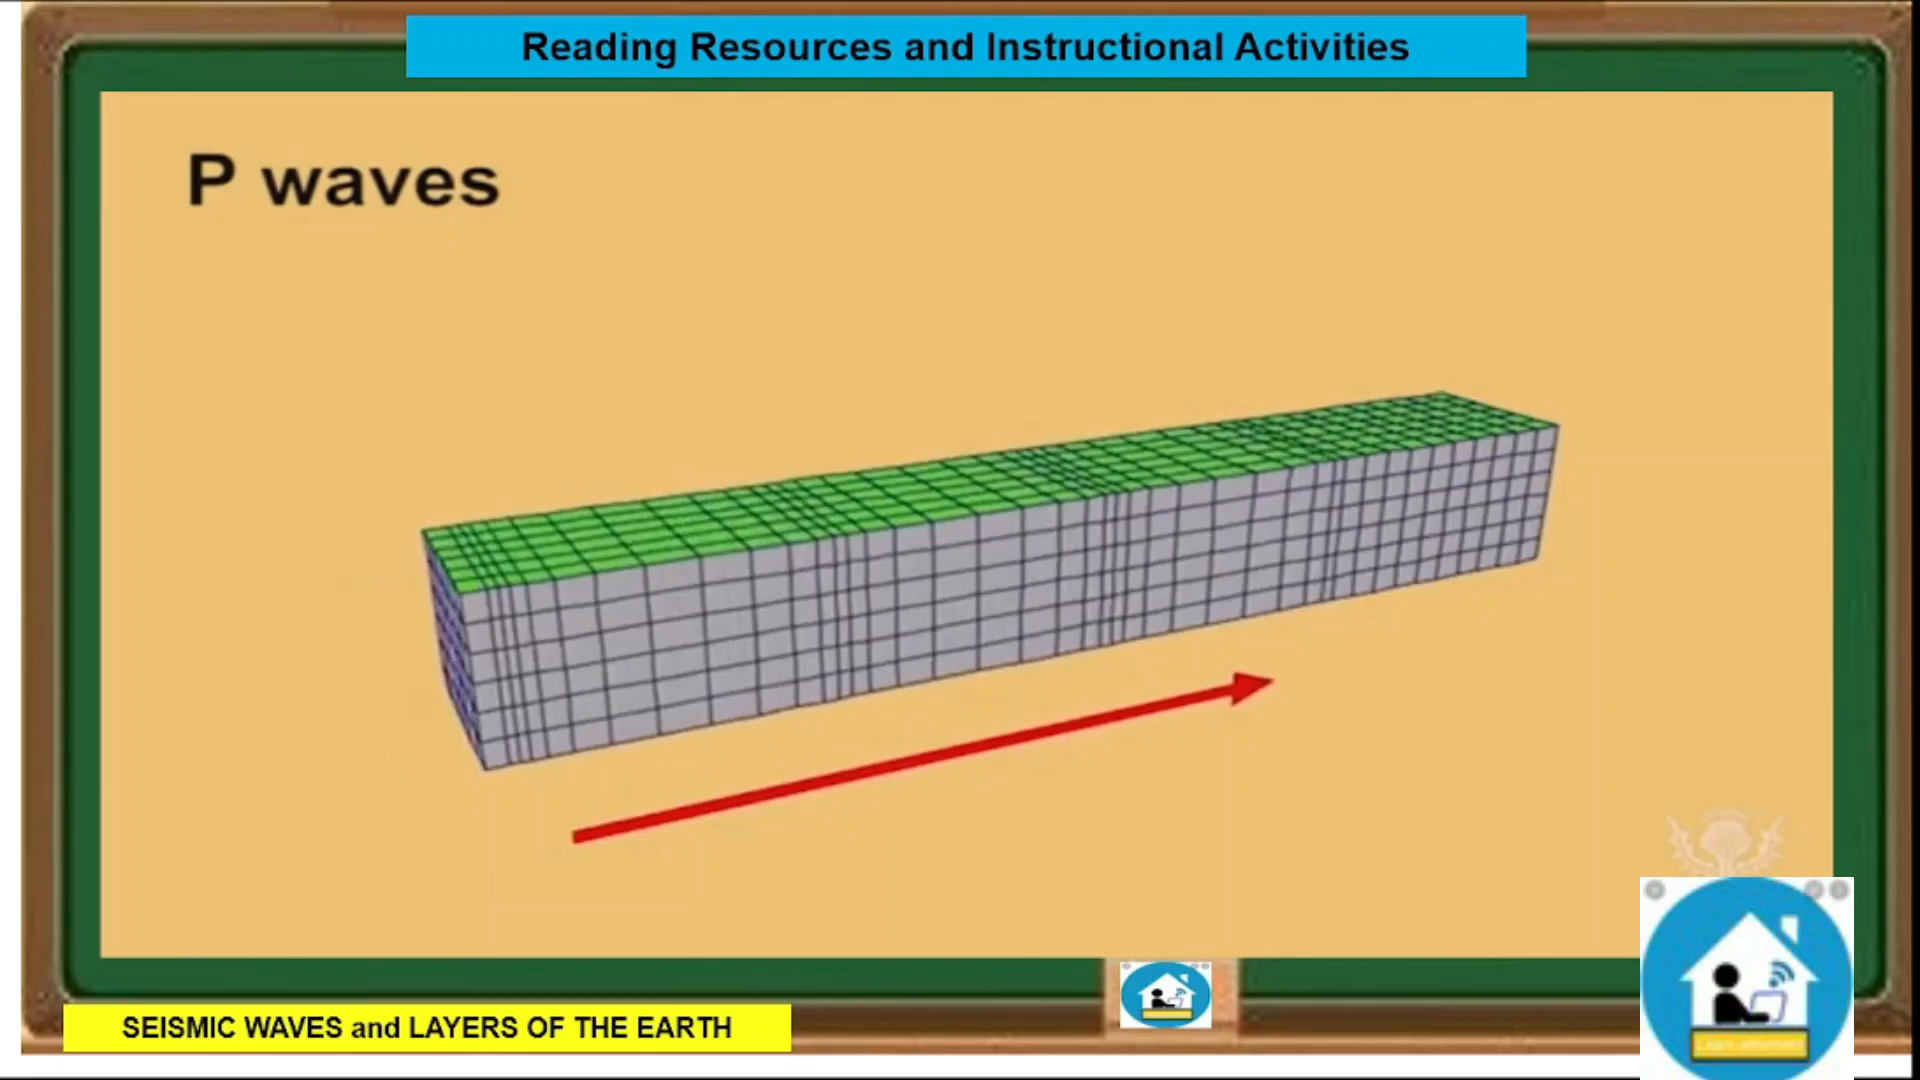 Reading Resources and Instructional Activities
P waves
SEISMIC WAVES and LAYERS OF THE EARTH